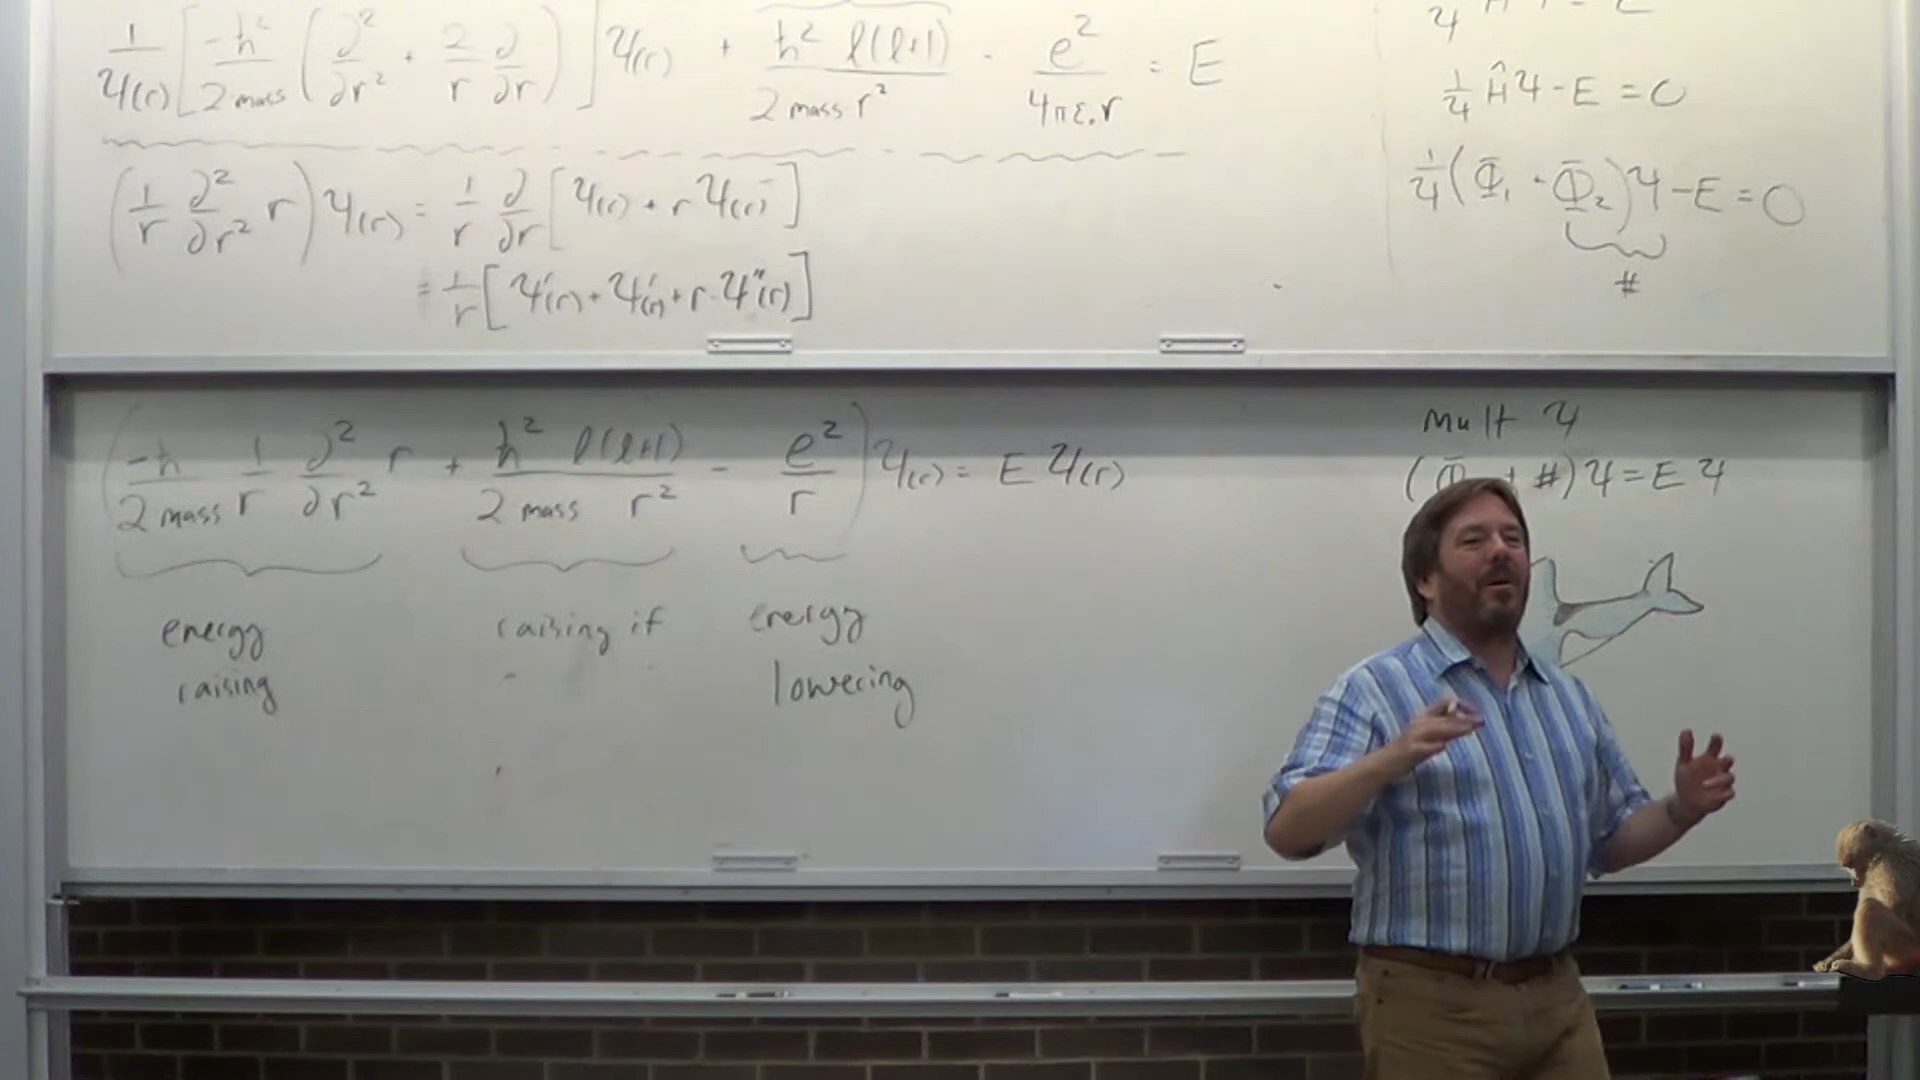 1/Ψ(r) [ -ħ²/2 mass ( ∂²/∂r² + 2/r ∂/∂r ) ] Ψ(r) + ħ² l(l+1)/2 mass r² - e²/4πε₀r = E
( 1/r ∂²/∂r² r ) Ψ(r) = 1/r ∂/∂r [ Ψ(r) + r Ψ(r)' ]
= 1/r [ Ψ'(r) + Ψ'(r) + r · Ψ''(r) ]
1/Ψ ĤΨ - E = 0
1/Ψ ( Φ̄₁ + Φ̄₂ ) Ψ - E = 0
#
( -ħ/2 mass 1/r ∂²/∂r² r + ħ² l(l+1)/2 mass r² - e²/r ) Ψ(r) = E Ψ(r)
energy raising
raising if
energy lowering
mult Ψ
+ #) Ψ = E Ψ